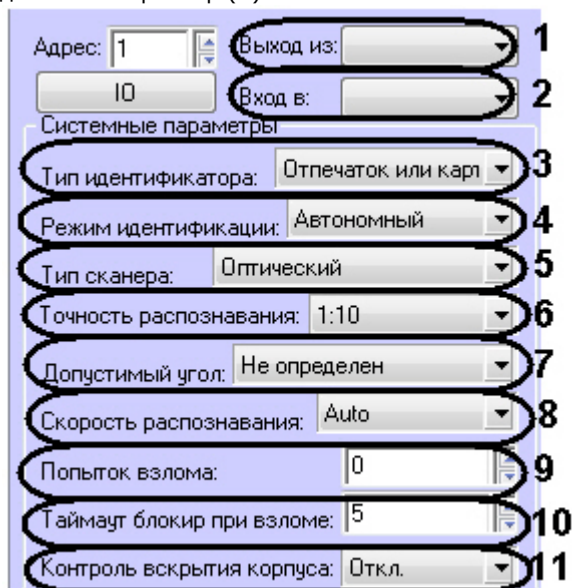 Адрес: 1 Выход из: 1
IO Вход в: 2
Системные параметры
Тип идентификатора: Отпечаток или карт 3
Режим идентификации: Автономный 4
Тип сканера: Оптический 5
Точность распознавания: 1:10 6
Допустимый угол: Не определен 7
Скорость распознавания: Auto 8
Попыток взлома: 0 9
Таймаут блокир при взломе: 5 10
Контроль вскрытия корпуса: Откл. 11